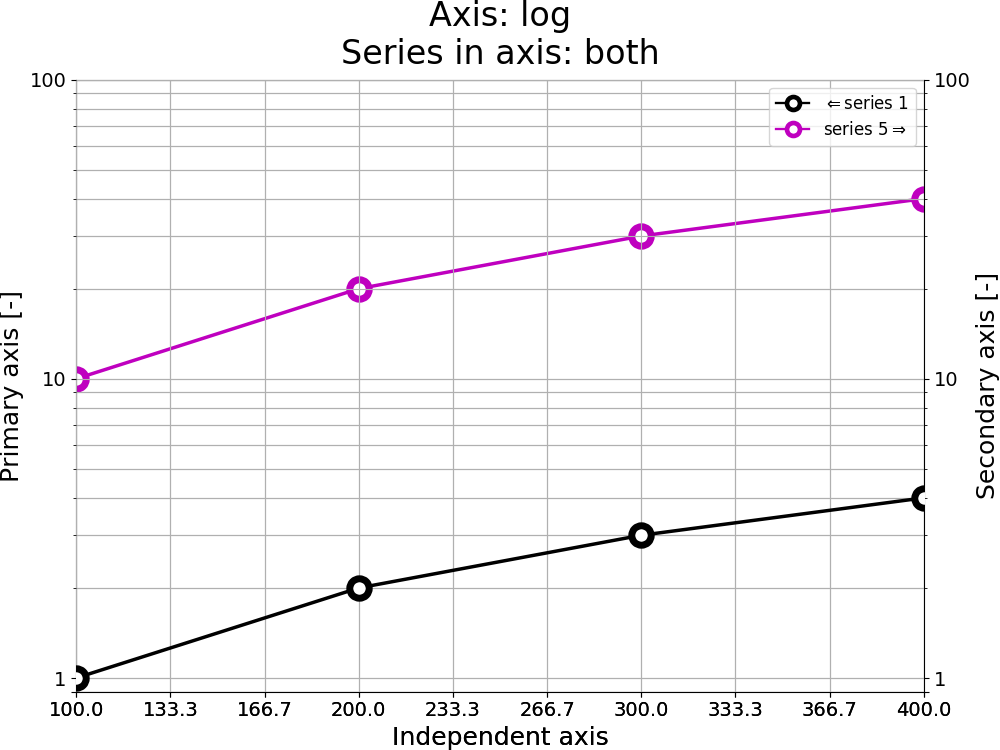 Axis: log
Series in axis: both
100
10
1
Primary axis [-]
⇐series 1
series 5⇒
100
10
1
Secondary axis [-]
100.0 133.3 166.7 200.0 233.3 266.7 300.0 333.3 366.7 400.0
Independent axis